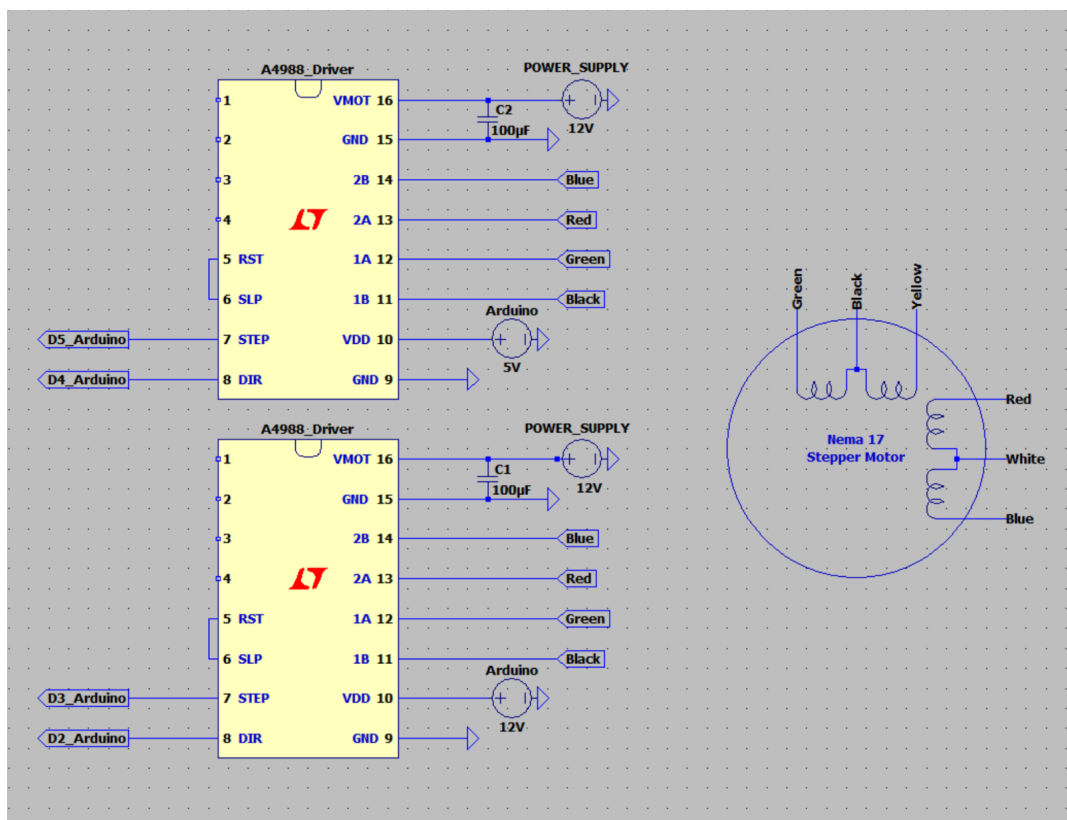 A4988_Driver
POWER_SUPPLY
1 VMOT 16
C2
100µF
12V
2 GND 15
3 2B 14 Blue
4 2A 13 Red
5 RST 1A 12 Green
6 SLP 1B 11 Black
Arduino
D5_Arduino 7 STEP VDD 10
5V
D4_Arduino 8 DIR GND 9
A4988_Driver
POWER_SUPPLY
1 VMOT 16
C1
100µF
12V
2 GND 15
3 2B 14 Blue
4 2A 13 Red
5 RST 1A 12 Green
6 SLP 1B 11 Black
Arduino
D3_Arduino 7 STEP VDD 10
12V
D2_Arduino 8 DIR GND 9
Green
Black
Yellow
Red
Nema 17
Stepper Motor
White
Blue